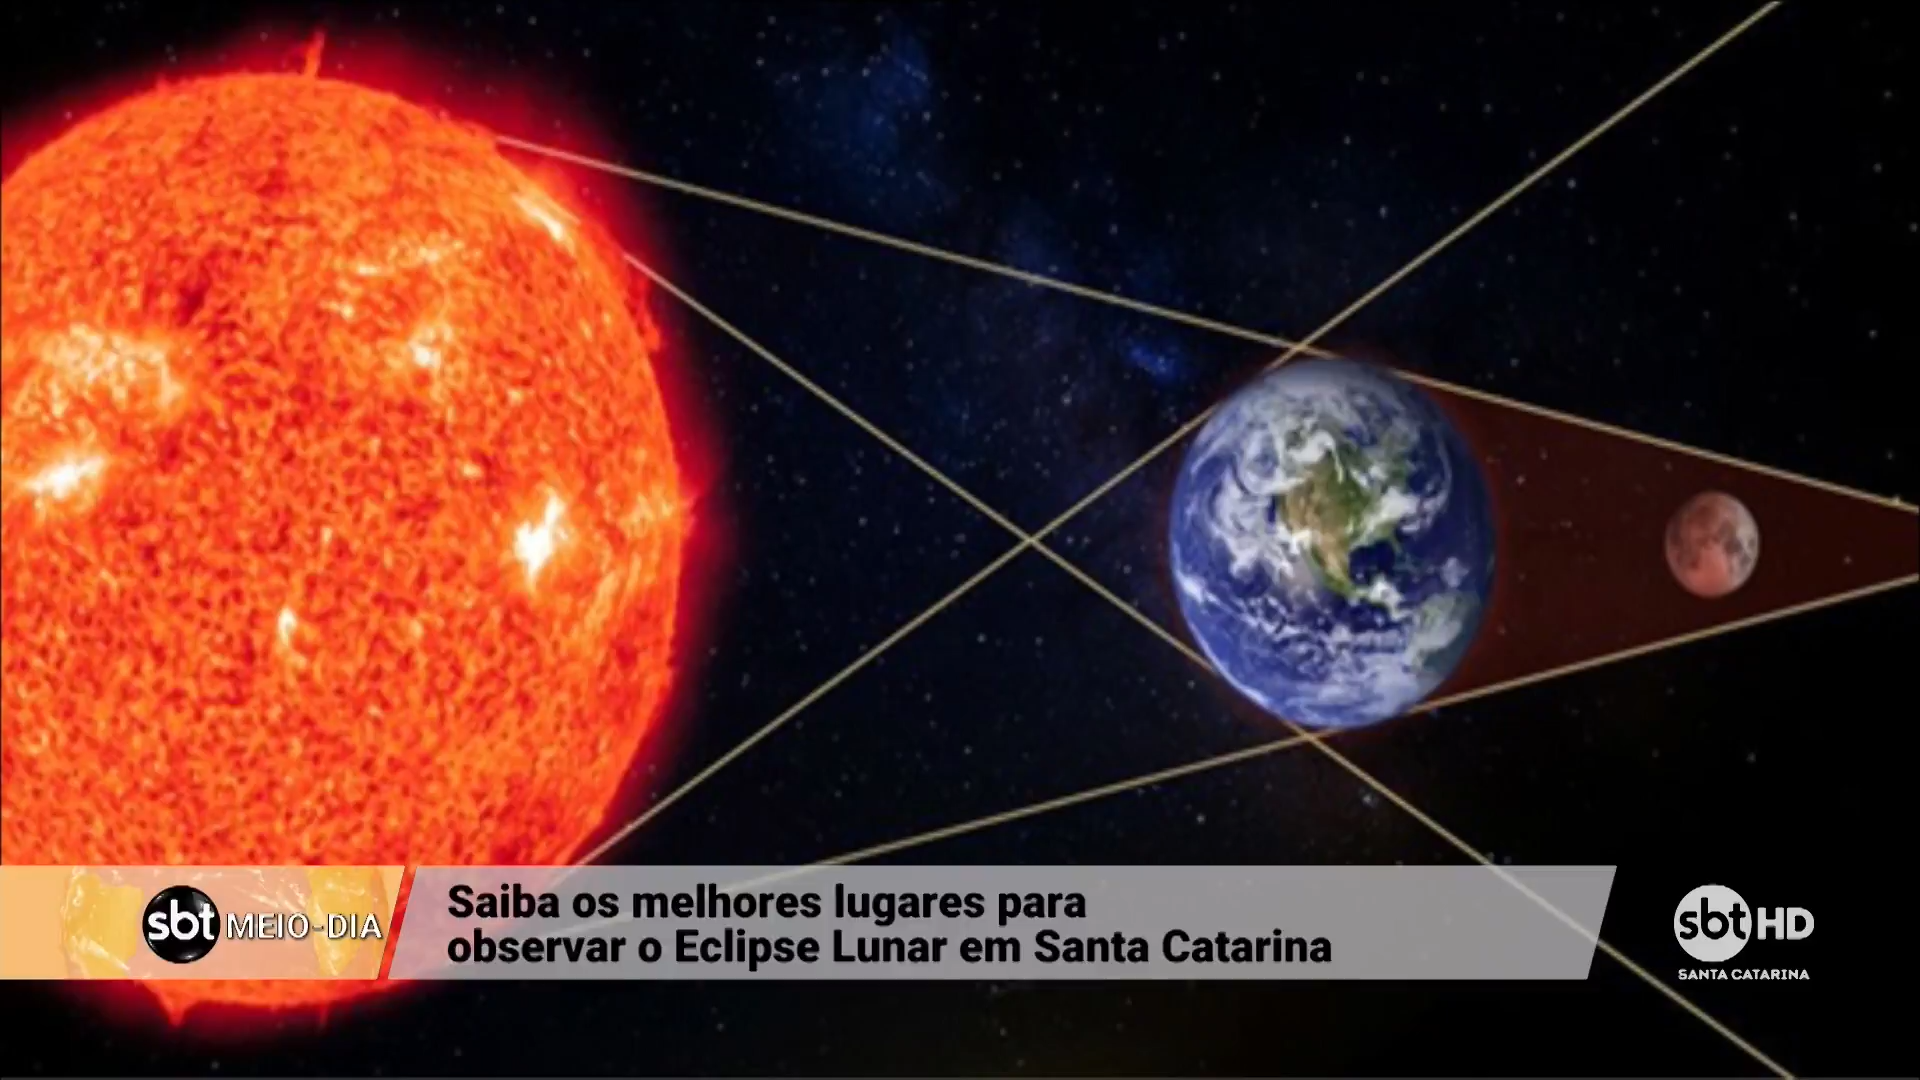 Saiba os melhores lugares para
observar o Eclipse Lunar em Santa Catarina
sbt MEIO-DIA
sbt HD
SANTA CATARINA